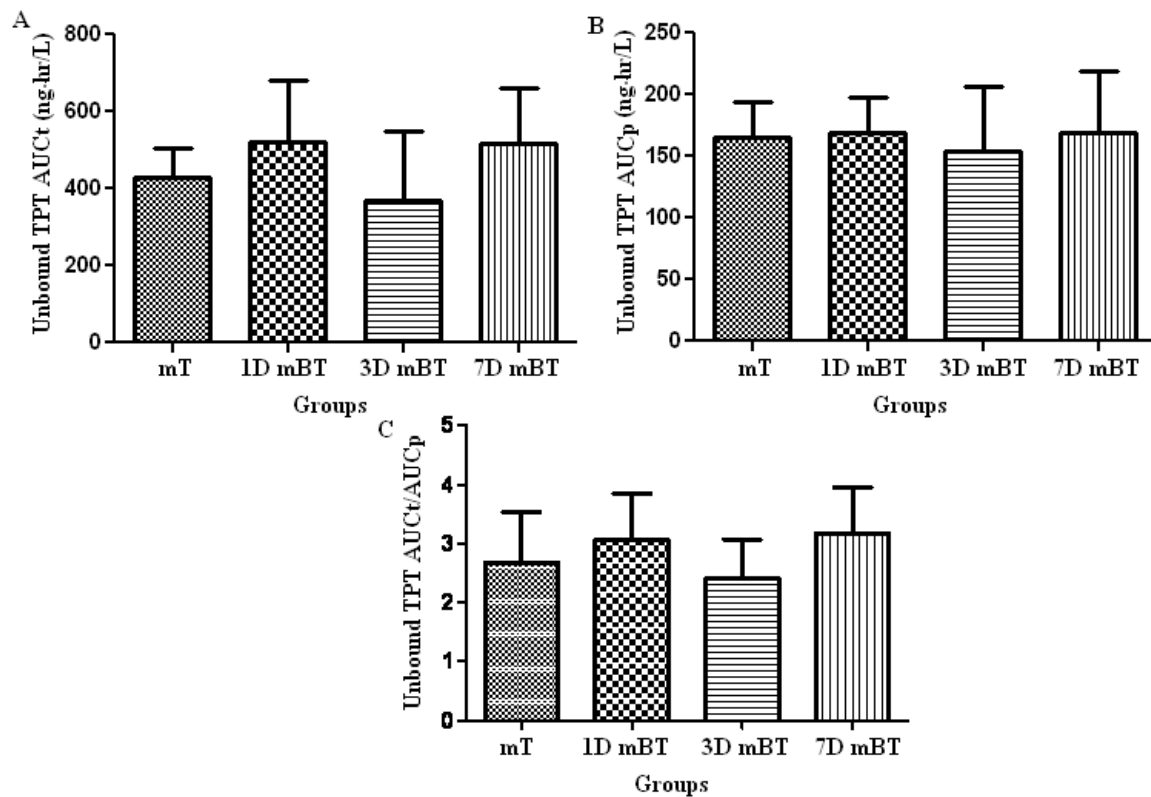 A
Unbound TPT AUCt (ng-hr/L)
800
600
400
200
0
mT 1D mBT 3D mBT 7D mBT
Groups
B
Unbound TPT AUCp (ng-hr/L)
250
200
150
100
50
0
mT 1D mBT 3D mBT 7D mBT
Groups
C
Unbound TPT AUCt/AUCp
5
4
3
2
1
0
mT 1D mBT 3D mBT 7D mBT
Groups